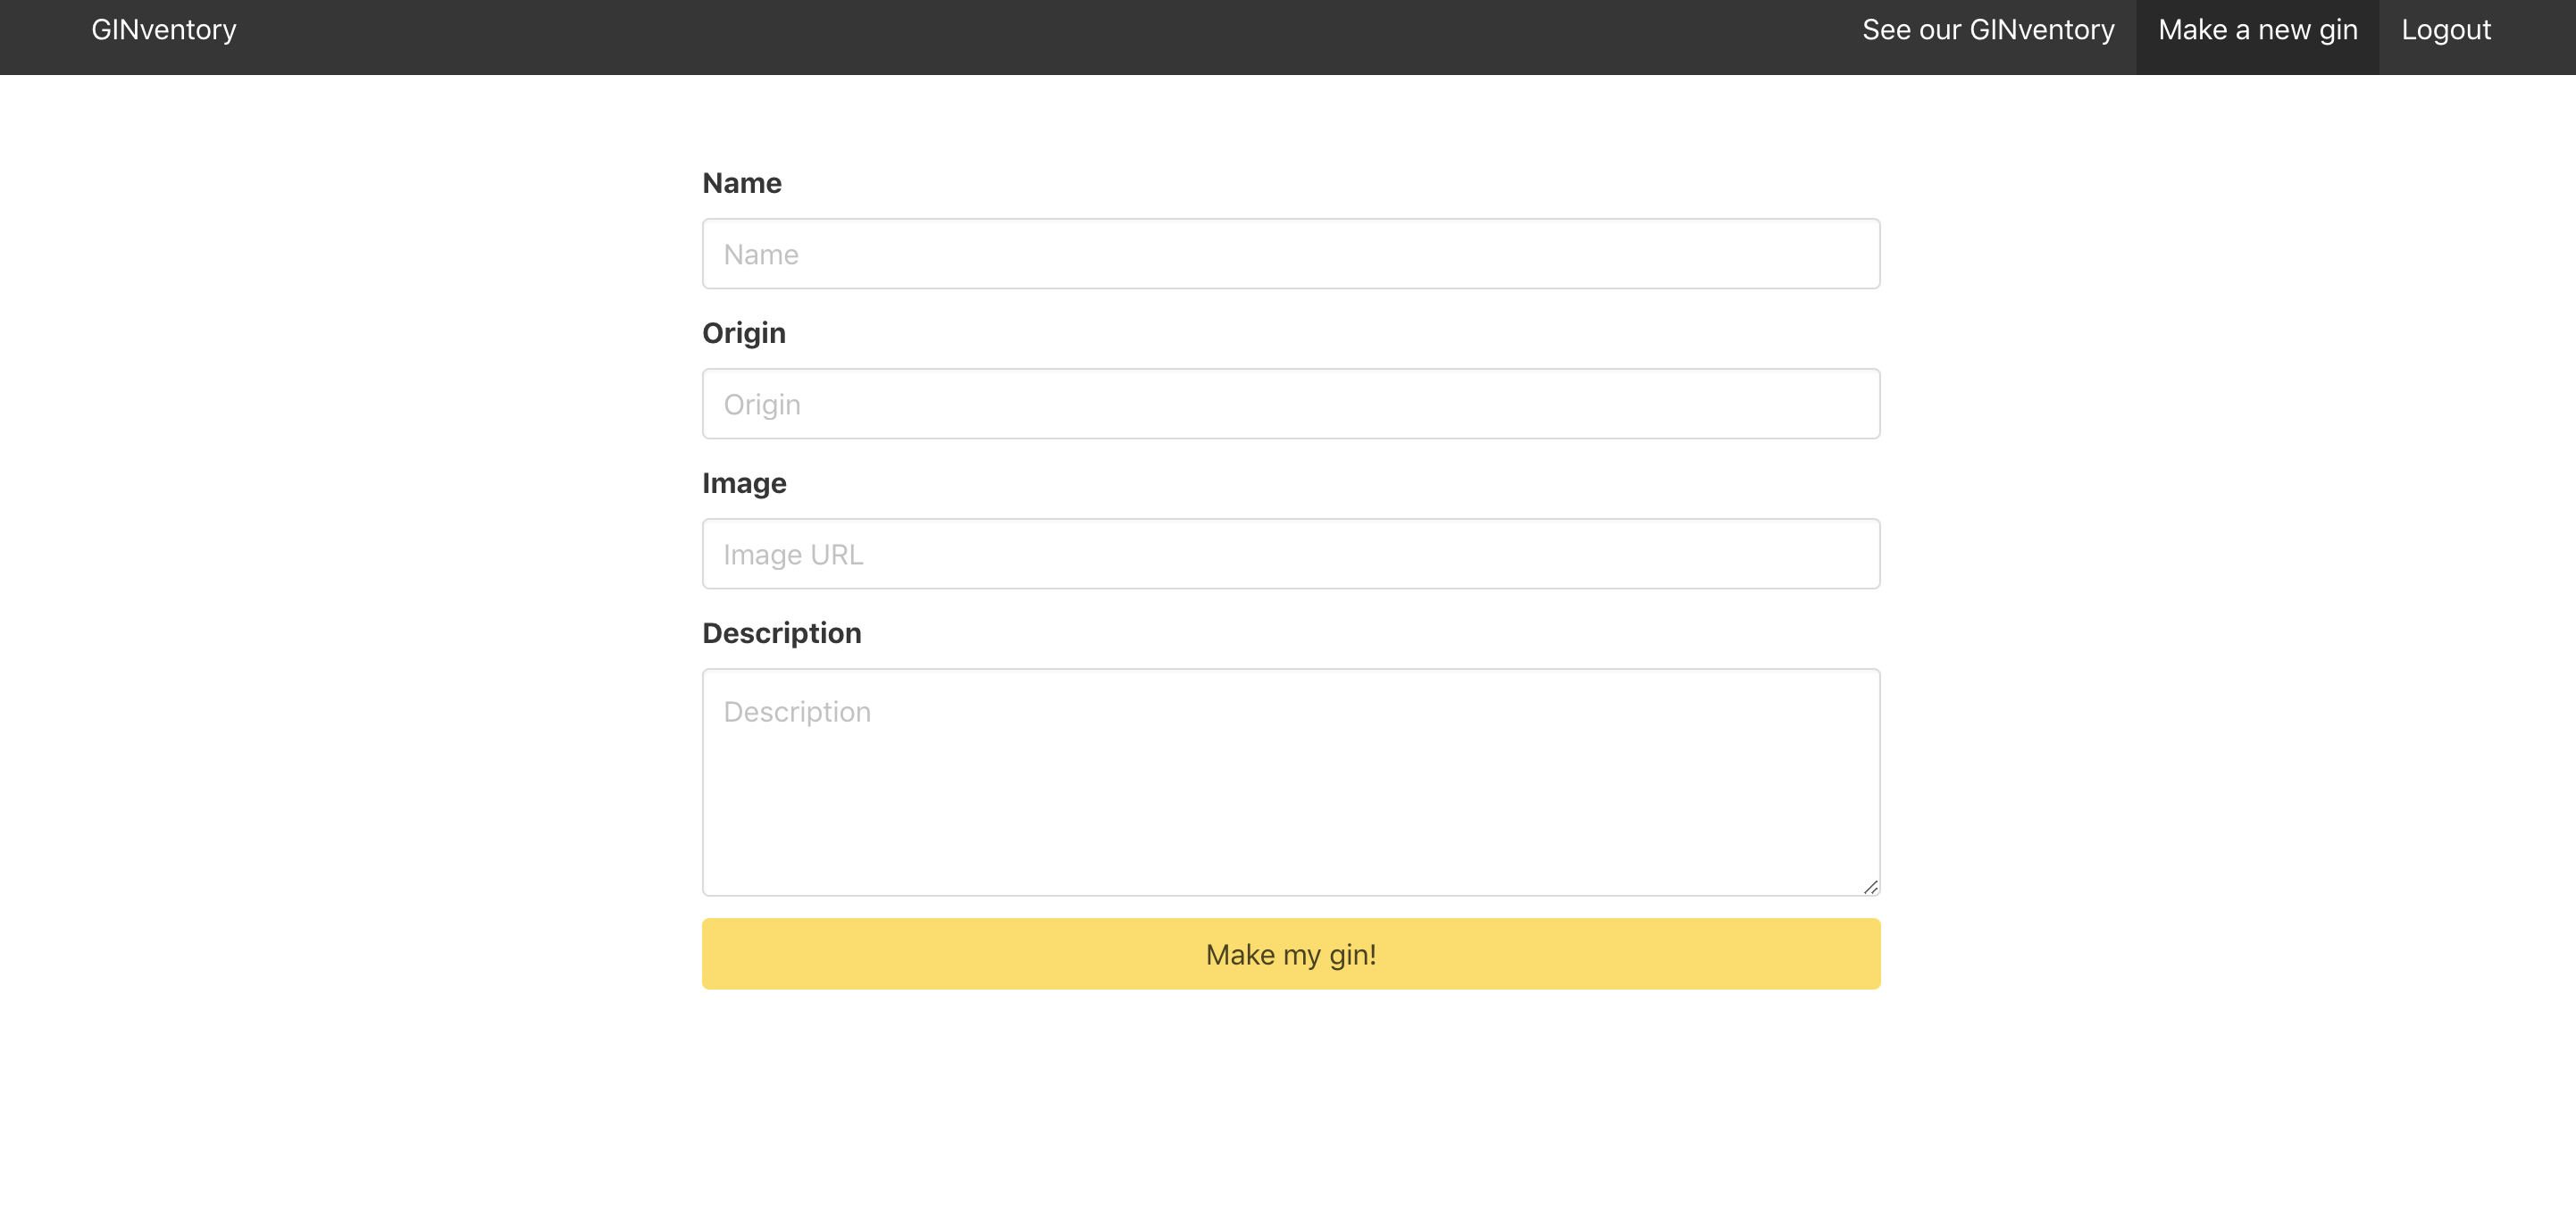 GINventory See our GINventory Make a new gin Logout
Name
Name
Origin
Origin
Image
Image URL
Description
Description
Make my gin!